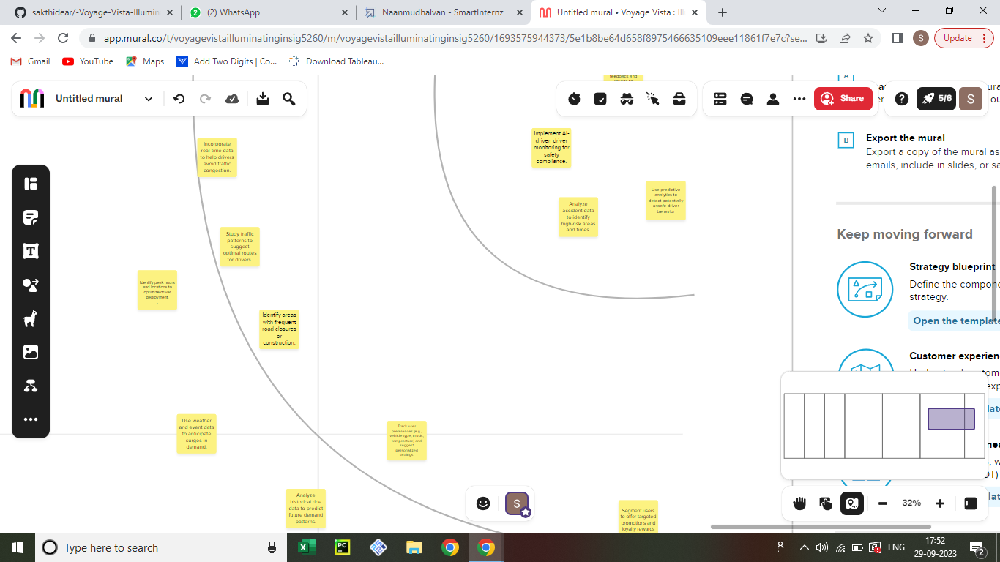 sakthidear/-Voyage-Vista-Illumin
(2) WhatsApp
Naanmudhalvan - SmartInternz
Untitled mural • Voyage Vista : Ill
app.mural.co/t/voyagevistailluminatinginsig5260/m/voyagevistailluminatinginsig5260/1693575944373/5e1b8be64d658f8975466635109eee11861f7e7c?se...
S
Update
Gmail
YouTube
Maps
Add Two Digits | Co...
Download Tableau...
Untitled mural
Share
5/6
S
feedback and
A
incorporate
real-time data
to help drivers
avoid traffic
congestion.
Implement AI-
driven driver
monitoring for
safety
compliance.
Use predictive
analytics to
detect potentially
unsafe driver
behavior
Analyze
accident data
to identify
high-risk areas
and times.
Study traffic
patterns to
suggest
optimal routes
for drivers.
Identify peek hours
and locations to
optimize driver
deployment.
Identify areas
with frequent
road closures
or
construction.
Use weather
and event data
to anticipate
surges in
demand.
Track user
preferences (e.g.,
vehicle type, music,
temperature) and
suggest
personalized
settings.
Analyze
historical ride
data to predict
future demand
patterns.
Segment users
to offer targeted
promotions and
loyalty rewards
B
Export the mural
Export a copy of the mural as
emails, include in slides, or sa
Keep moving forward
Strategy blueprint
Define the compone
strategy.
Open the template
Customer experien
S
32%
Type here to search
ENG
17:52
29-09-2023
2